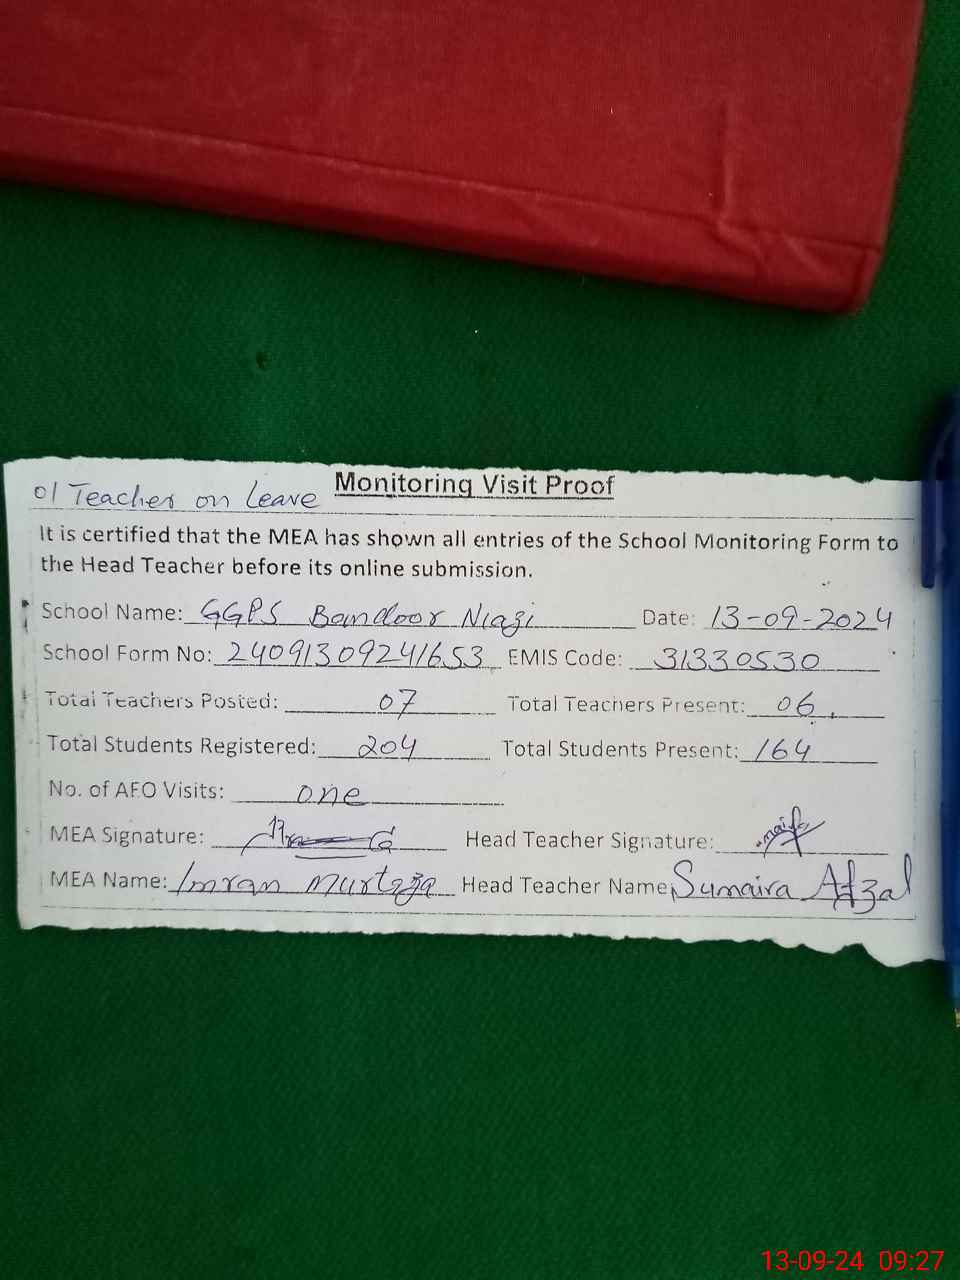 01 Teacher on Leave
Monitoring Visit Proof
It is certified that the MEA has shown all entries of the School Monitoring Form to
the Head Teacher before its online submission.
School Name: GGPS Bandoor Niazi Date: 13-09-2024
School Form No: 24091309241653 EMIS Code: 31330530
Total Teachers Posted: 07 Total Teachers Present: 06
Total Students Registered: 204 Total Students Present: 164
No. of AEO Visits: one
MEA Signature: Head Teacher Signature:
MEA Name: Imran Murtaza Head Teacher Name: Sumaira Afzal
13-09-24 09:27